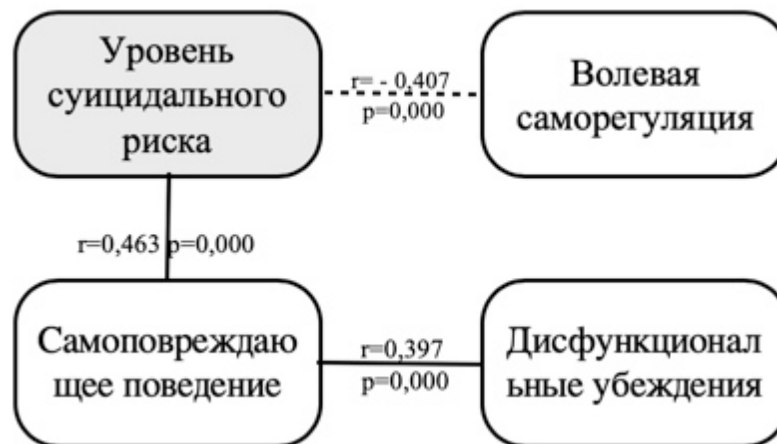 Уровень
суицидального
риска
r= - 0,407
p=0,000
Волевая
саморегуляция
r=0,463 p=0,000
Самоповреждаю
щее поведение
r=0,397
p=0,000
Дисфункционал
ьные убеждения